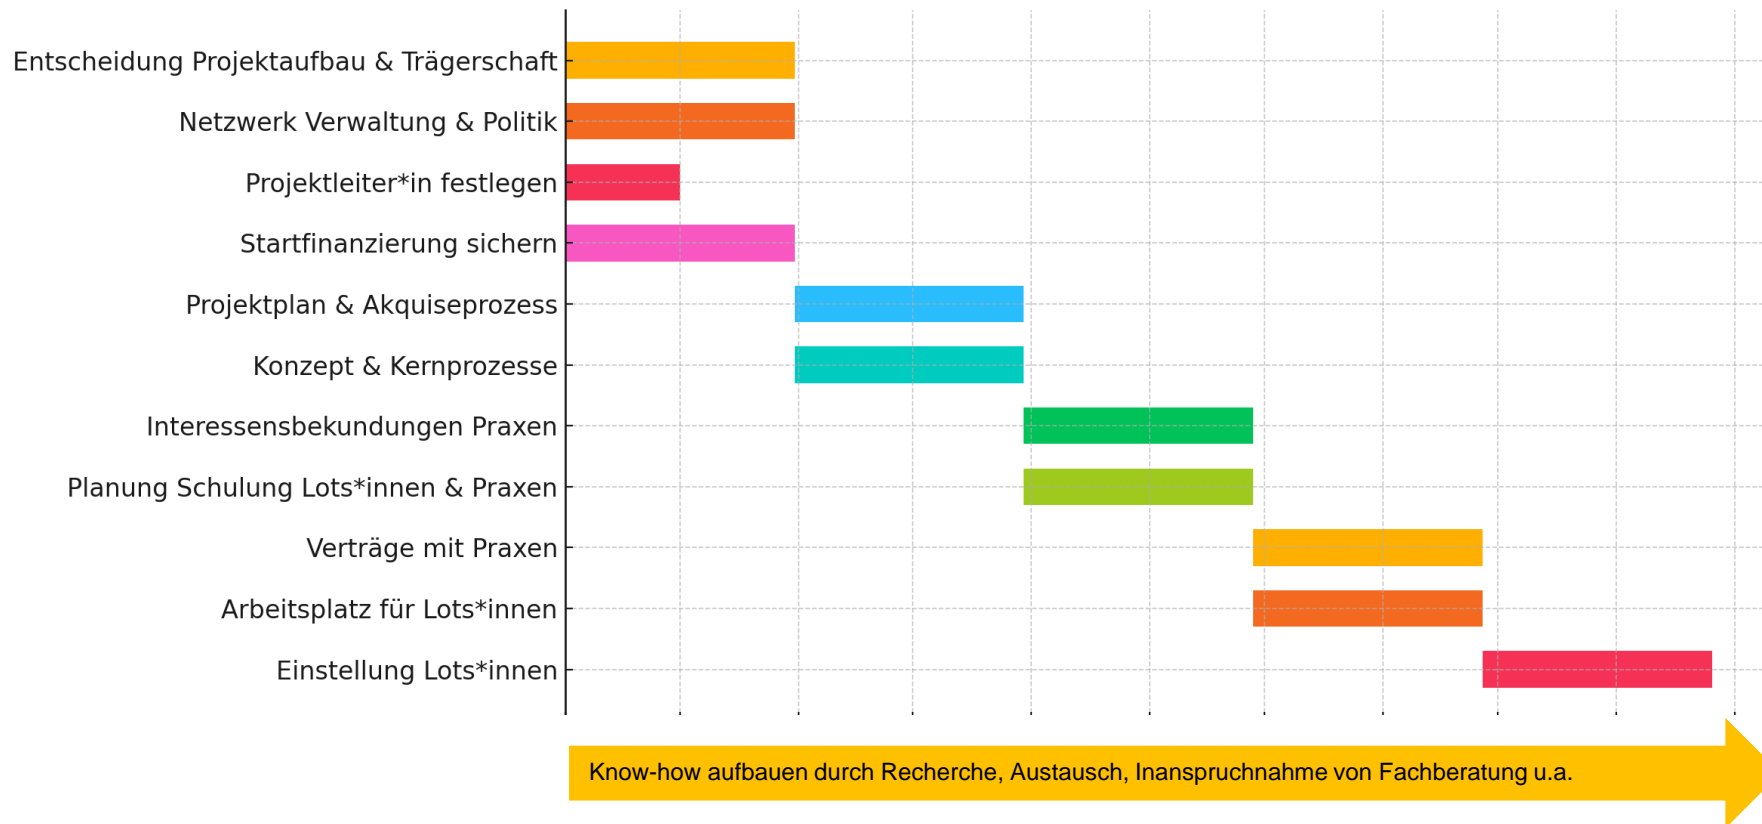 Entscheidung Projektaufbau & Trägerschaft
Netzwerk Verwaltung & Politik
Projektleiter*in festlegen
Startfinanzierung sichern
Projektplan & Akquiseprozess
Konzept & Kernprozesse
Interessensbekundungen Praxen
Planung Schulung Lots*innen & Praxen
Verträge mit Praxen
Arbeitsplatz für Lots*innen
Einstellung Lots*innen
Know-how aufbauen durch Recherche, Austausch, Inanspruchnahme von Fachberatung u.a.